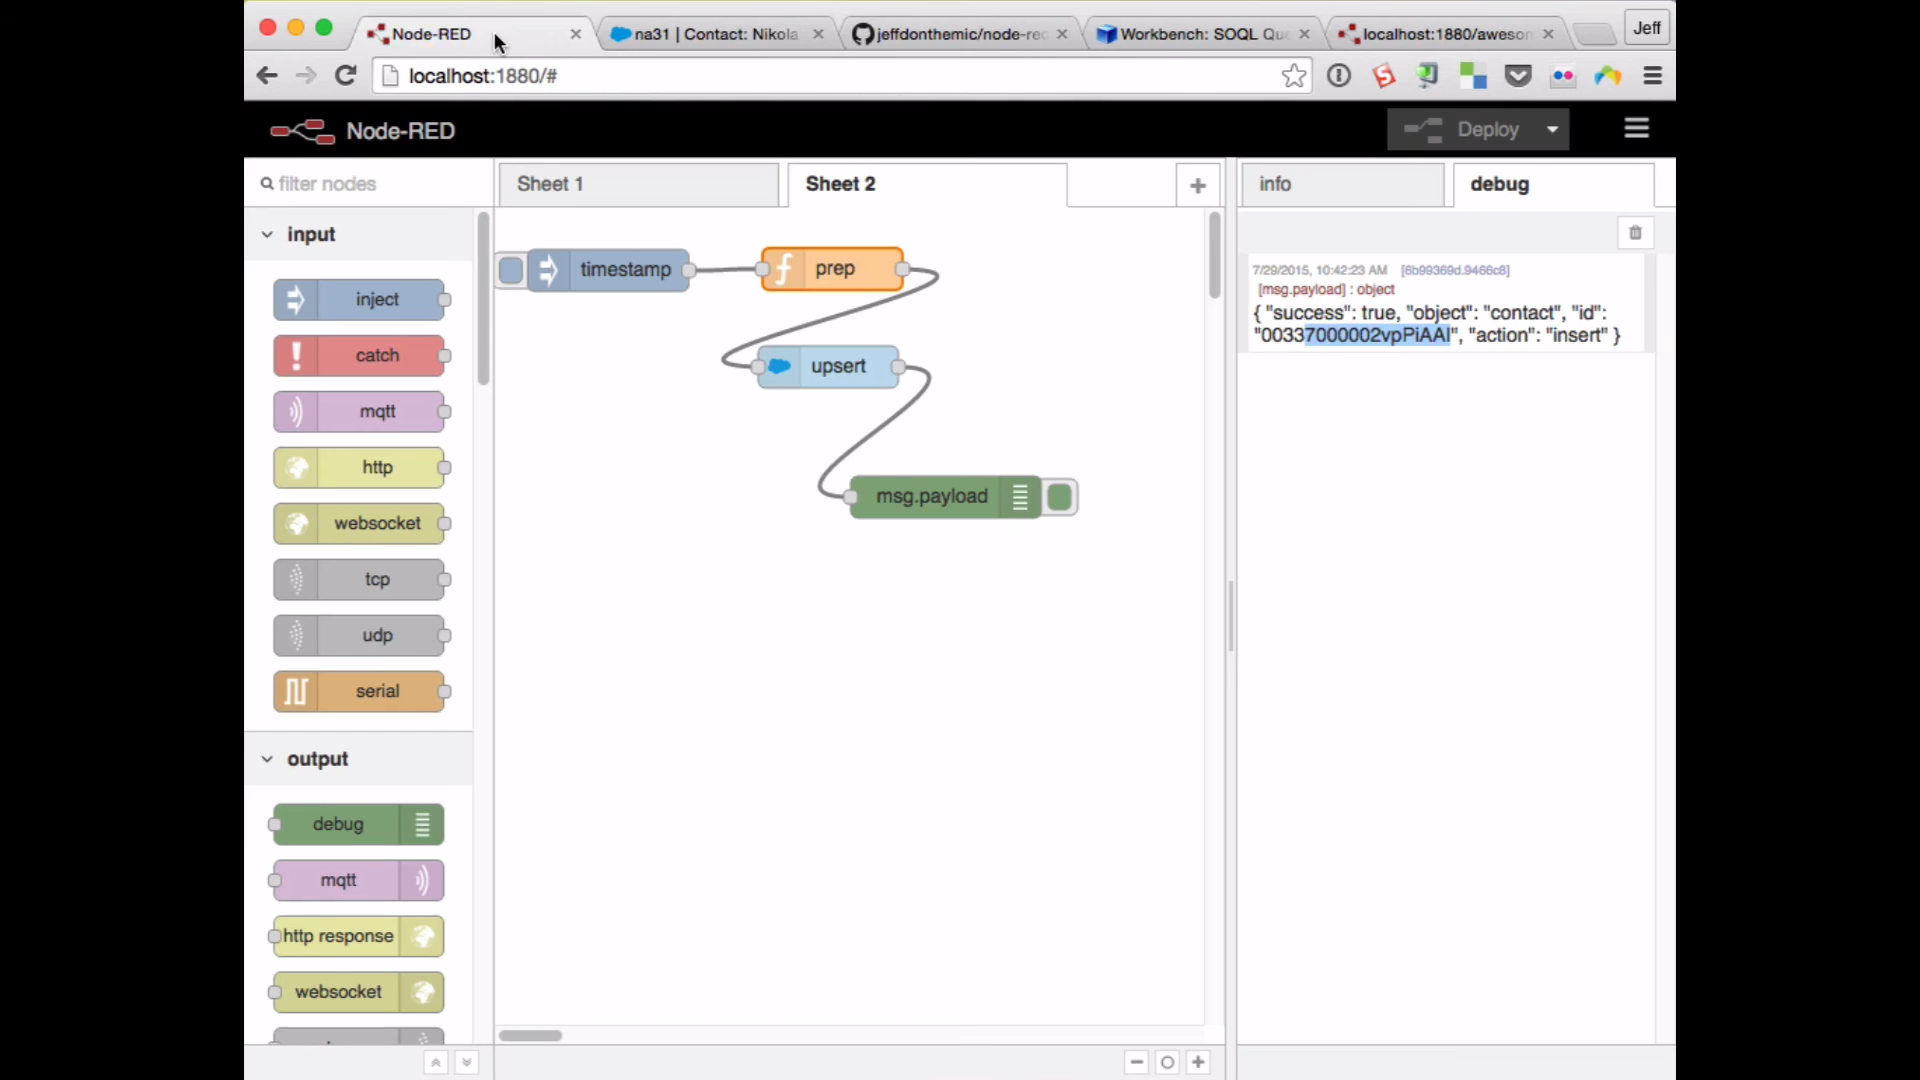 Node-RED
na31 | Contact: Nikola
jeffdonthemic/node-red
Workbench: SOQL Que
localhost:1880/awesom
Jeff
localhost:1880/#
Node-RED
Deploy
filter nodes
Sheet 1
Sheet 2
info
debug
input
inject
catch
mqtt
http
websocket
tcp
udp
serial
output
debug
mqtt
http response
websocket
timestamp
prep
upsert
msg.payload
7/29/2015, 10:42:23 AM [6b99369d.9466c8]
[msg.payload] : object
{ "success": true, "object": "contact", "id":
"00337000002vpPiAAI", "action": "insert" }